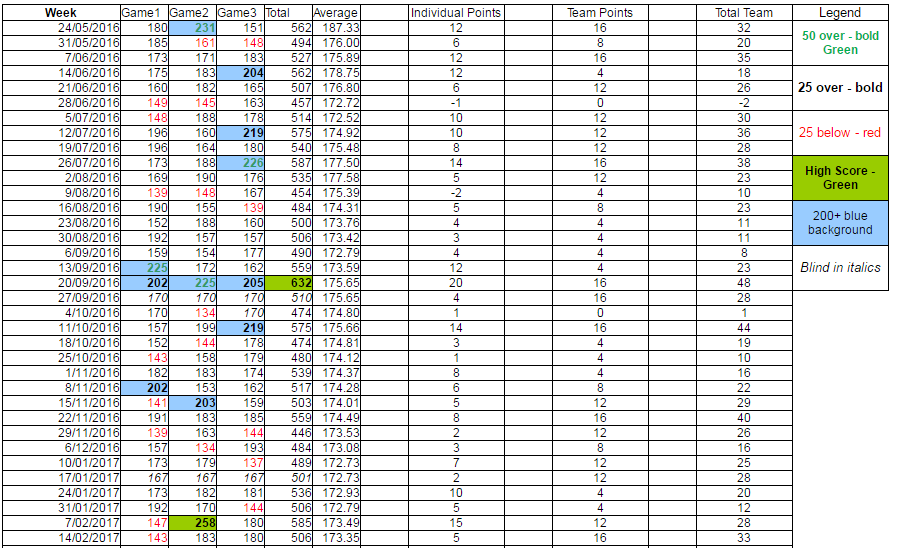 Week Game1 Game2 Game3 Total Average Individual Points Team Points Total Team Legend
24/05/2016 180 231 151 562 187.33 12 16 32
31/05/2016 185 161 148 494 176.00 6 8 20
50 over - bold
Green
7/06/2016 173 171 183 527 175.89 12 16 35
14/06/2016 175 183 204 562 178.75 12 4 18
21/06/2016 160 182 165 507 176.80 6 12 26
25 over - bold
28/06/2016 149 145 163 457 172.72 -1 0 -2
5/07/2016 148 188 178 514 172.52 10 12 30
12/07/2016 196 160 219 575 174.92 10 12 36
25 below - red
19/07/2016 196 164 180 540 175.48 8 12 28
26/07/2016 173 188 226 587 177.50 14 16 38
2/08/2016 169 190 176 535 177.58 5 12 23
High Score -
Green
9/08/2016 139 148 167 454 175.39 -2 4 10
16/08/2016 190 155 139 484 174.31 5 8 23
23/08/2016 152 188 160 500 173.76 4 4 11
200+ blue
background
30/08/2016 192 157 157 506 173.42 3 4 11
6/09/2016 159 154 177 490 172.79 4 4 8
13/09/2016 225 172 162 559 173.59 12 4 23
Blind in italics
20/09/2016 202 225 205 632 175.65 20 16 48
27/09/2016 170 170 170 510 175.65 4 16 28
4/10/2016 170 134 170 474 174.80 1 0 1
11/10/2016 157 199 219 575 175.66 14 16 44
18/10/2016 152 144 178 474 174.81 3 4 19
25/10/2016 143 158 179 480 174.12 1 4 10
1/11/2016 182 183 174 539 174.37 8 4 16
8/11/2016 202 153 162 517 174.28 6 8 22
15/11/2016 141 203 159 503 174.01 5 12 29
22/11/2016 191 183 185 559 174.49 8 16 40
29/11/2016 139 163 144 446 173.53 2 12 26
6/12/2016 157 134 193 484 173.08 3 8 16
10/01/2017 173 179 137 489 172.73 7 12 25
17/01/2017 167 167 167 501 172.73 2 12 28
24/01/2017 173 182 181 536 172.93 10 4 20
31/01/2017 192 170 144 506 172.79 5 4 12
7/02/2017 147 258 180 585 173.49 15 12 28
14/02/2017 143 183 180 506 173.35 5 16 33